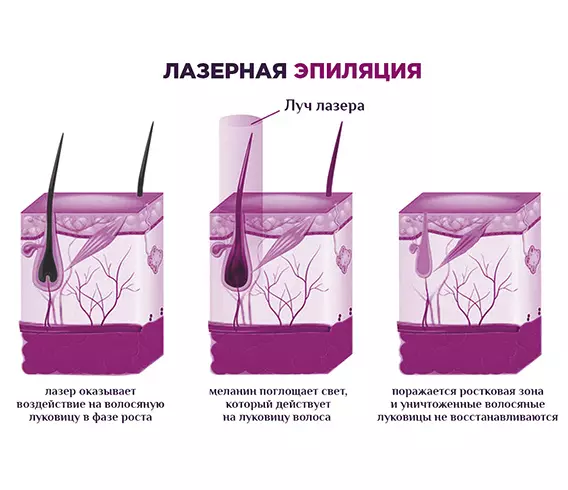 ЛАЗЕРНАЯ ЭПИЛЯЦИЯ
Луч лазера
лазер оказывает
воздействие на волосяную
луковицу в фазе роста
меланин поглощает свет,
который действует
на луковицу волоса
поражается ростковая зона
и уничтоженные волосяные
луковицы не восстанавливаются